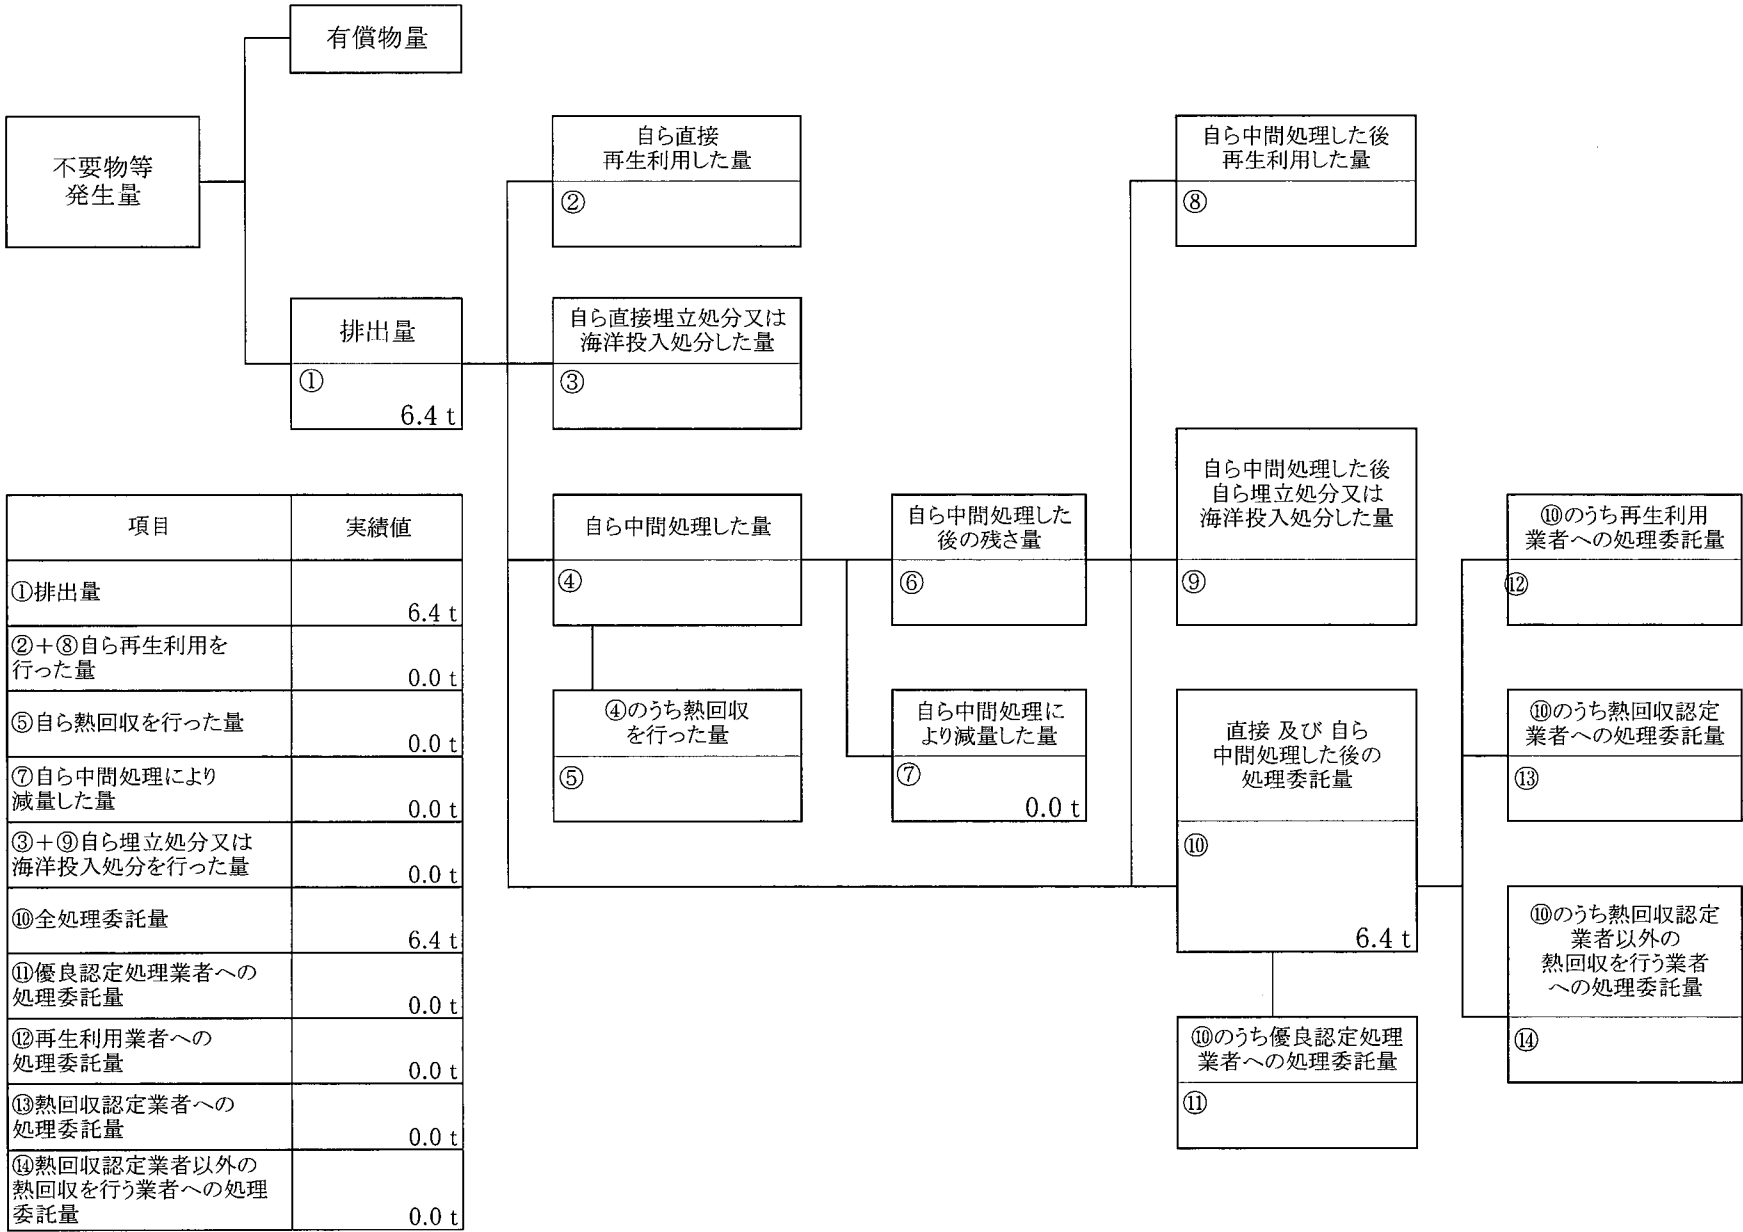 有償物量
不要物等
発生量
排出量
①
6.4 t
自ら直接
再生利用した量
②
自ら直接埋立処分又は
海洋投入処分した量
③
自ら中間処理した量
④
④のうち熱回収
を行った量
⑤
自ら中間処理した
後の残さ量
⑥
自ら中間処理に
より減量した量
⑦
0.0 t
自ら中間処理した後
再生利用した量
⑧
自ら中間処理した後
自ら埋立処分又は
海洋投入処分した量
⑨
直接 及び 自ら
中間処理した後の
処理委託量
⑩
6.4 t
⑩のうち優良認定処理
業者への処理委託量
⑪
⑩のうち再生利用
業者への処理委託量
⑫
⑩のうち熱回収認定
業者への処理委託量
⑬
⑩のうち熱回収認定
業者以外の
熱回収を行う業者
への処理委託量
⑭
項目 実績値
①排出量
6.4 t
②+⑧自ら再生利用を
行った量
0.0 t
⑤自ら熱回収を行った量
0.0 t
⑦自ら中間処理により
減量した量
0.0 t
③+⑨自ら埋立処分又は
海洋投入処分を行った量
0.0 t
⑩全処理委託量
6.4 t
⑪優良認定処理業者への
処理委託量
0.0 t
⑫再生利用業者への
処理委託量
0.0 t
⑬熱回収認定業者への
処理委託量
0.0 t
⑭熱回収認定業者以外の
熱回収を行う業者への処理
委託量
0.0 t